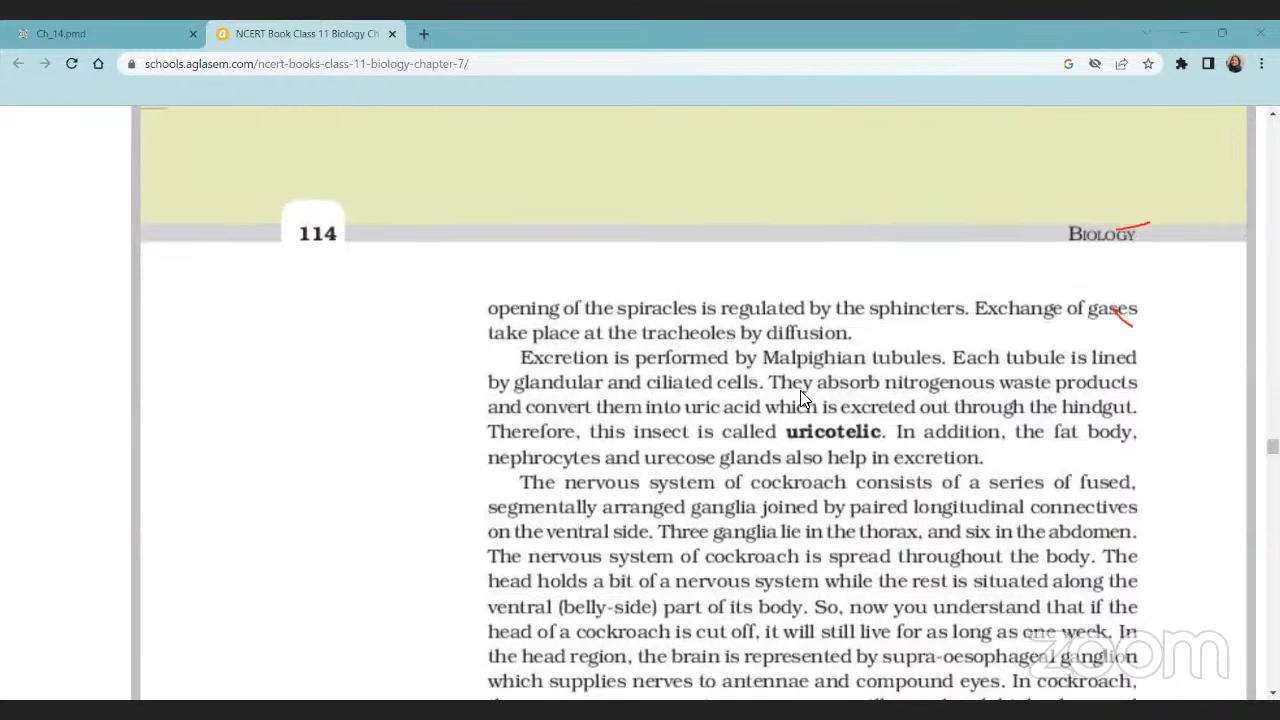 Ch_14.pmd
NCERT Book Class 11 Biology Ch
schools.aglasem.com/ncert-books-class-11-biology-chapter-7/
114
BIOLOGY
opening of the spiracles is regulated by the sphincters. Exchange of gases
take place at the tracheoles by diffusion.
Excretion is performed by Malpighian tubules. Each tubule is lined
by glandular and ciliated cells. They absorb nitrogenous waste products
and convert them into uric acid which is excreted out through the hindgut.
Therefore, this insect is called uricotelic. In addition, the fat body,
nephrocytes and urecose glands also help in excretion.
The nervous system of cockroach consists of a series of fused,
segmentally arranged ganglia joined by paired longitudinal connectives
on the ventral side. Three ganglia lie in the thorax, and six in the abdomen.
The nervous system of cockroach is spread throughout the body. The
head holds a bit of a nervous system while the rest is situated along the
ventral (belly-side) part of its body. So, now you understand that if the
head of a cockroach is cut off, it will still live for as long as one week. In
the head region, the brain is represented by supra-oesophageal ganglion
which supplies nerves to antennae and compound eyes. In cockroach,
zoom